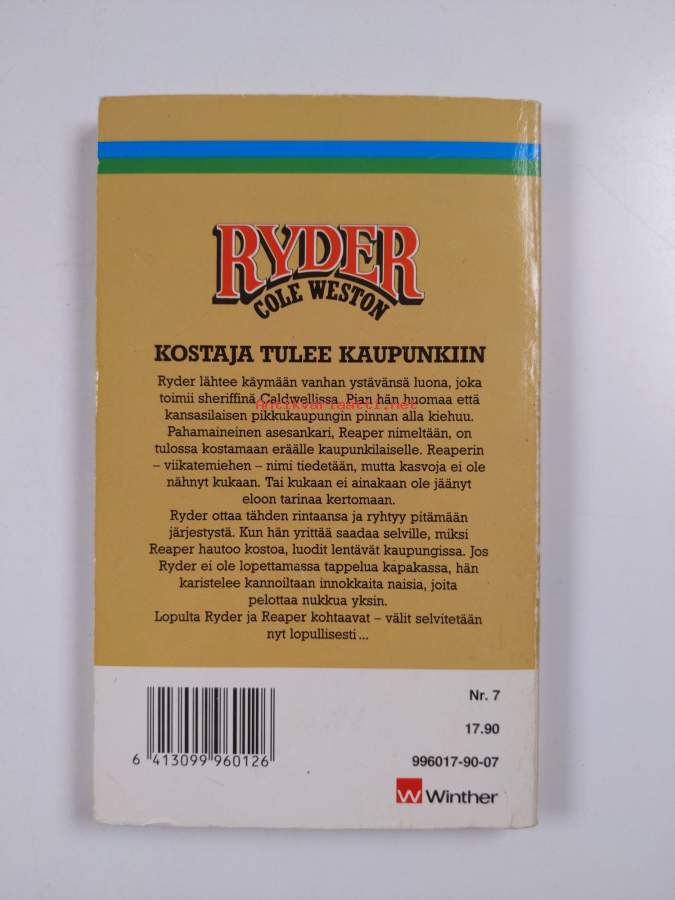 RYDER
COLE WESTON
KOSTAJA TULEE KAUPUNKIIN
Ryder lähtee käymään vanhan ystävänsä luona, joka
toimii sheriffinä Caldwellissa. Pian hän huomaa että
Antikvariaatti.net
kansasilaisen pikkukaupungin pinnan alla kiehuu.
Pahamaineinen asesankari, Reaper nimeltään, on
tulossa kostamaan eräälle kaupunkilaiselle. Reaperin
– viikatemiehen – nimi tiedetään, mutta kasvoja ei ole
nähnyt kukaan. Tai kukaan ei ainakaan ole jäänyt
eloon tarinaa kertomaan.
Ryder ottaa tähden rintaansa ja ryhtyy pitämään
järjestystä. Kun hän yrittää saadaa selville, miksi
Reaper hautoo kostoa, luodit lentävät kaupungissa. Jos
Ryder ei ole lopettamassa tappelua kapakassa, hän
karistelee kannoiltaan innokkaita naisia, joita
pelottaa nukkua yksin.
Lopulta Ryder ja Reaper kohtaavat – välit selvitetään
nyt lopullisesti ...
Nr. 7
17.90
996017-90-07
6 413099 960126
W Winther